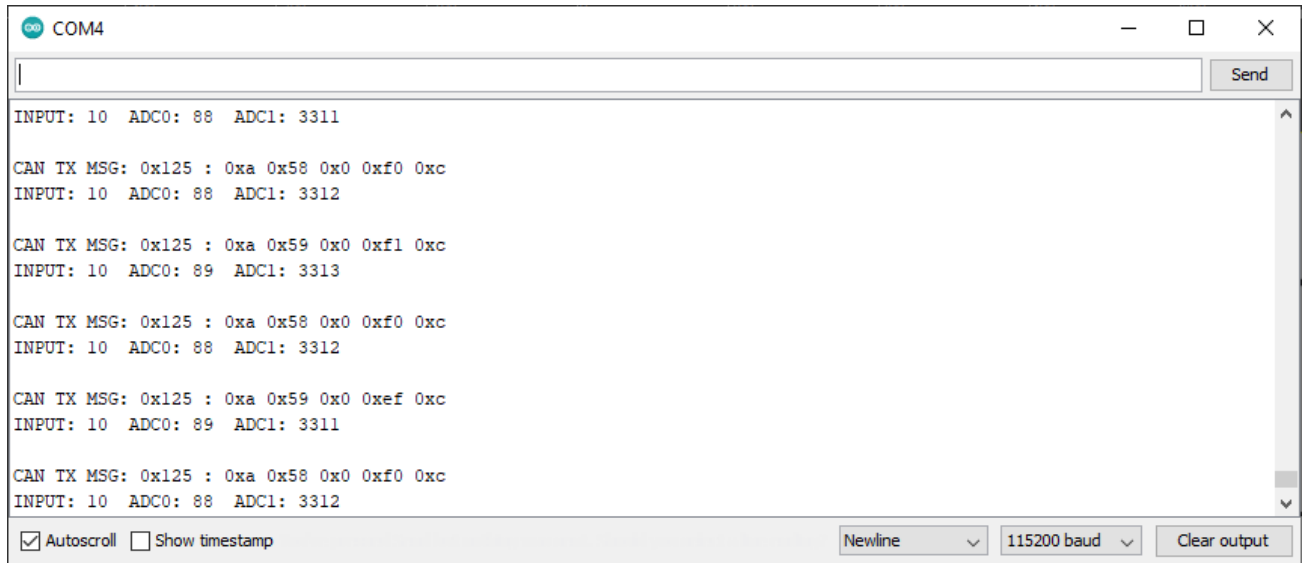 COM4
Send
INPUT: 10  ADC0: 88  ADC1: 3311
CAN TX MSG: 0x125 : 0xa 0x58 0x0 0xf0 0xc
INPUT: 10  ADC0: 88  ADC1: 3312
CAN TX MSG: 0x125 : 0xa 0x59 0x0 0xf1 0xc
INPUT: 10  ADC0: 89  ADC1: 3313
CAN TX MSG: 0x125 : 0xa 0x58 0x0 0xf0 0xc
INPUT: 10  ADC0: 88  ADC1: 3312
CAN TX MSG: 0x125 : 0xa 0x59 0x0 0xef 0xc
INPUT: 10  ADC0: 89  ADC1: 3311
CAN TX MSG: 0x125 : 0xa 0x58 0x0 0xf0 0xc
INPUT: 10  ADC0: 88  ADC1: 3312
Autoscroll Show timestamp Newline 115200 baud Clear output